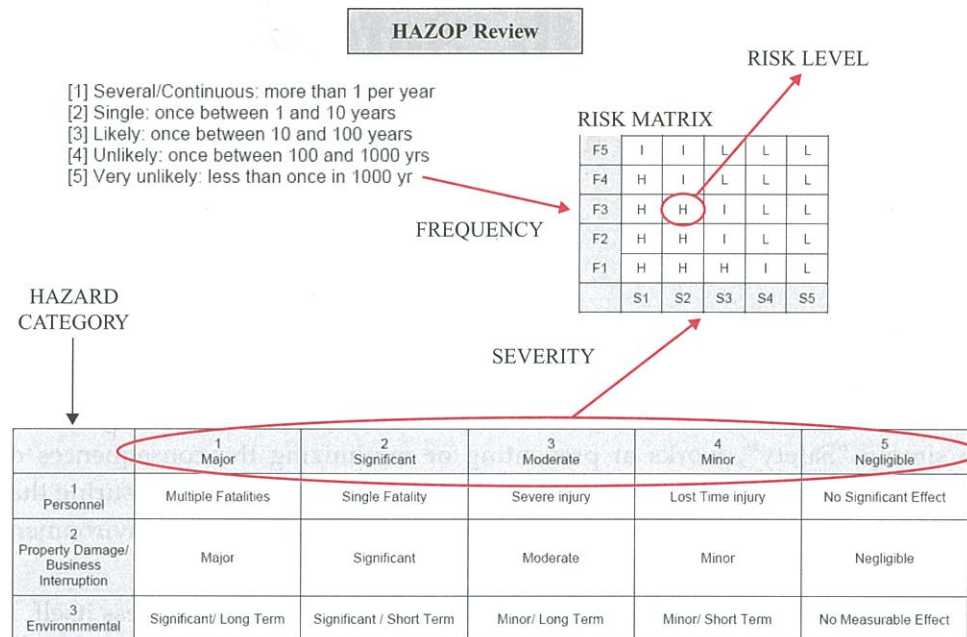 HAZOP Review
[1] Several/Continuous: more than 1 per year
[2] Single: once between 1 and 10 years
[3] Likely: once between 10 and 100 years
[4] Unlikely: once between 100 and 1000 yrs
[5] Very unlikely: less than once in 1000 yr
RISK LEVEL
RISK MATRIX
F5 I I L L L
F4 H I L L L
F3 H H I L L
F2 H H I L L
F1 H H H I L
S1 S2 S3 S4 S5
FREQUENCY
HAZARD
CATEGORY
SEVERITY
1 2 3 4 5
Major Significant Moderate Minor Negligible
1
Personnel
Multiple Fatalities Single Fatality Severe injury Lost Time injury No Significant Effect
2
Property Damage/
Business
Interruption
Major Significant Moderate Minor Negligible
3
Environnmental
Significant/ Long Term Significant / Short Term Minor/ Long Term Minor/ Short Term No Measurable Effect